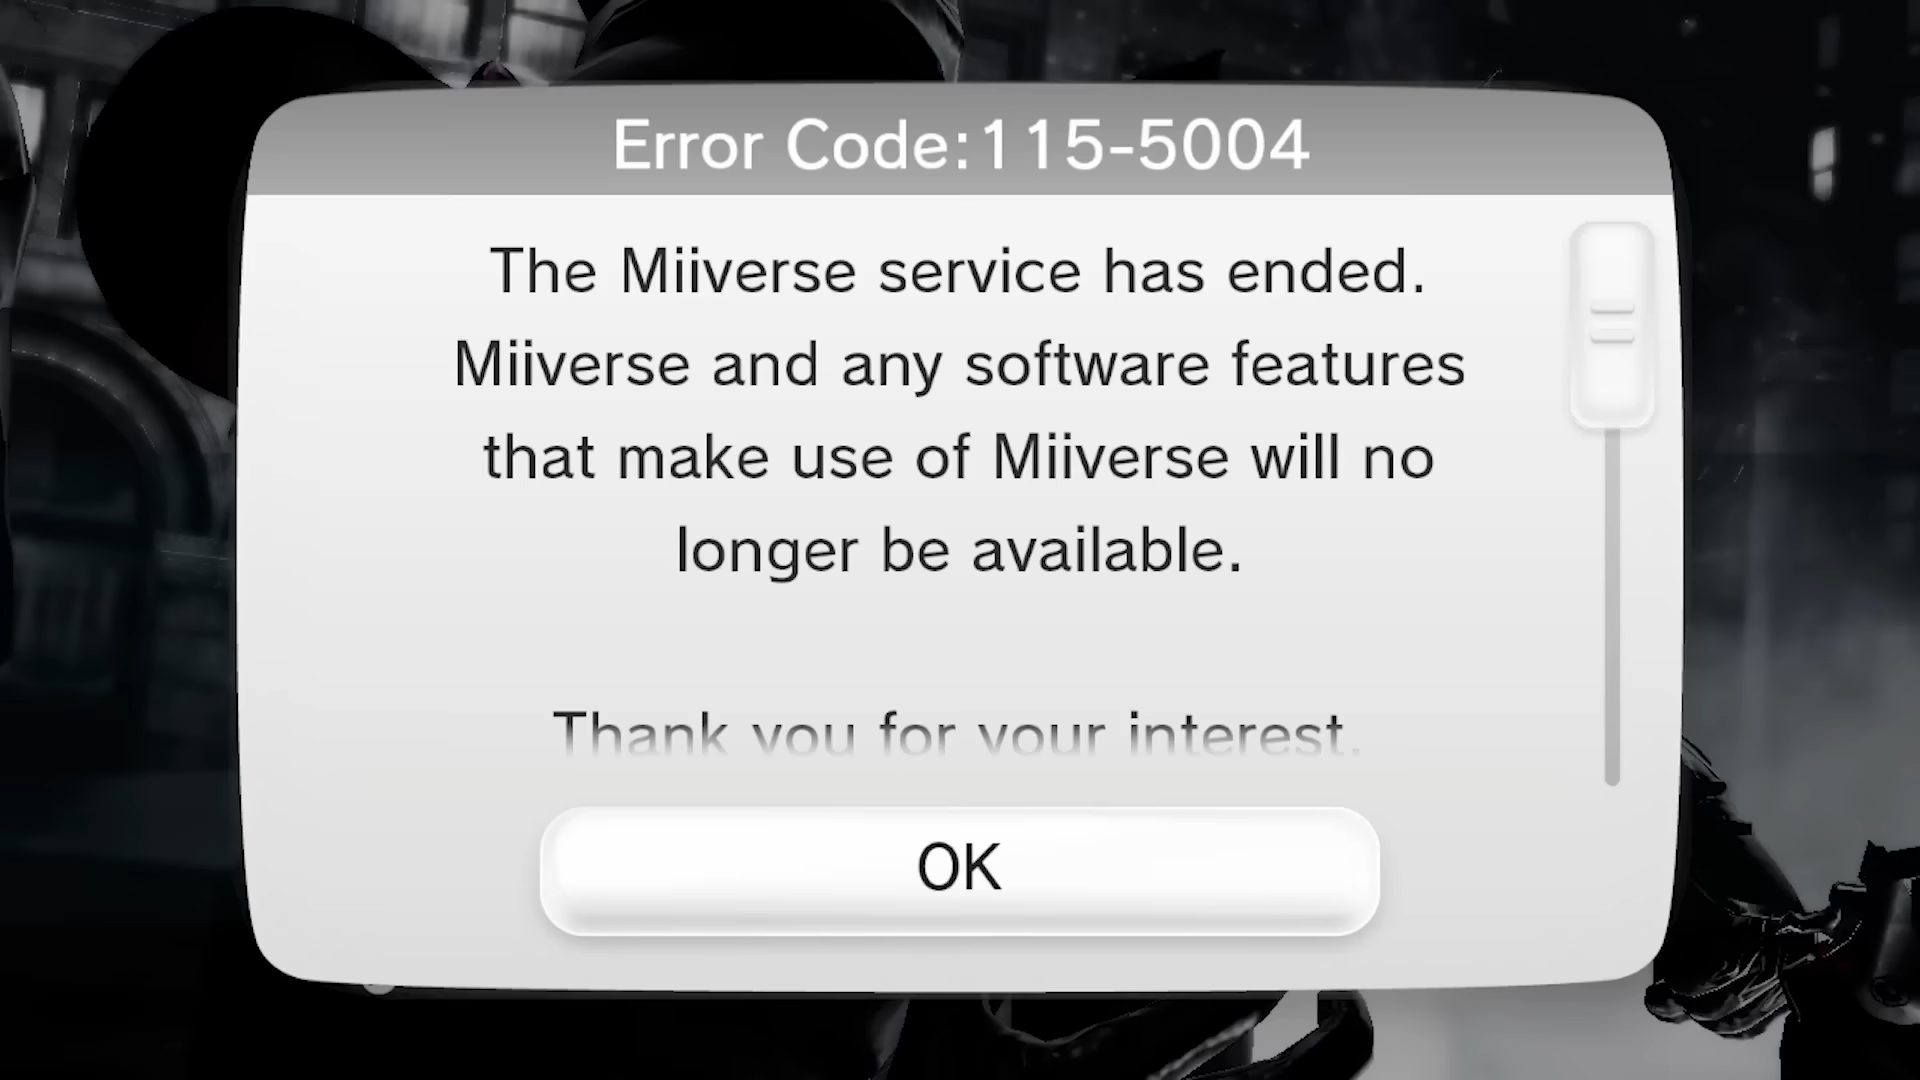 Error Code:115-5004
The Miiverse service has ended.
Miiverse and any software features
that make use of Miiverse will no
longer be available.
Thank you for your interest.
OK